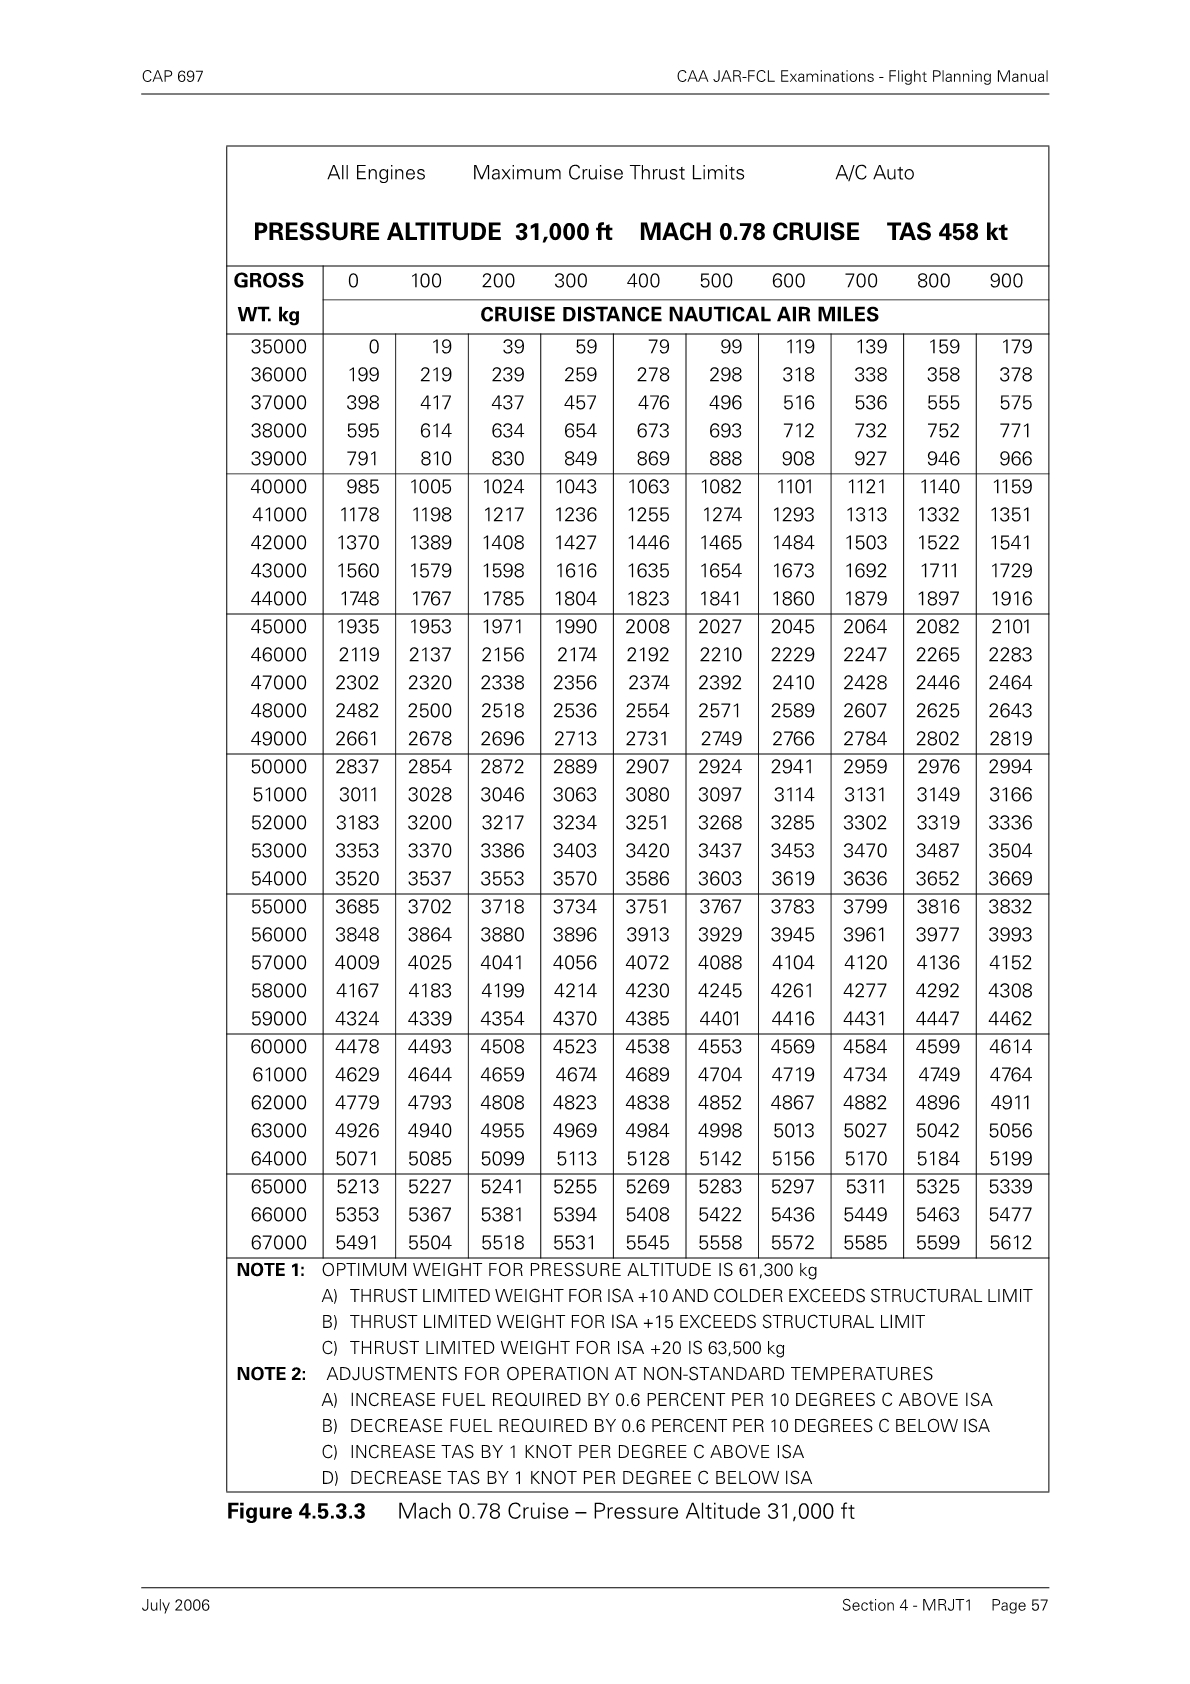 CAP 697 CAA JAR-FCL Examinations - Flight Planning Manual
All Engines Maximum Cruise Thrust Limits A/C Auto
PRESSURE ALTITUDE 31,000 ft MACH 0.78 CRUISE TAS 458 kt
GROSS 0 100 200 300 400 500 600 700 800 900
WT. kg CRUISE DISTANCE NAUTICAL AIR MILES
35000 0 19 39 59 79 99 119 139 159 179
36000 199 219 239 259 278 298 318 338 358 378
37000 398 417 437 457 476 496 516 536 555 575
38000 595 614 634 654 673 693 712 732 752 771
39000 791 810 830 849 869 888 908 927 946 966
40000 985 1005 1024 1043 1063 1082 1101 1121 1140 1159
41000 1178 1198 1217 1236 1255 1274 1293 1313 1332 1351
42000 1370 1389 1408 1427 1446 1465 1484 1503 1522 1541
43000 1560 1579 1598 1616 1635 1654 1673 1692 1711 1729
44000 1748 1767 1785 1804 1823 1841 1860 1879 1897 1916
45000 1935 1953 1971 1990 2008 2027 2045 2064 2082 2101
46000 2119 2137 2156 2174 2192 2210 2229 2247 2265 2283
47000 2302 2320 2338 2356 2374 2392 2410 2428 2446 2464
48000 2482 2500 2518 2536 2554 2571 2589 2607 2625 2643
49000 2661 2678 2696 2713 2731 2749 2766 2784 2802 2819
50000 2837 2854 2872 2889 2907 2924 2941 2959 2976 2994
51000 3011 3028 3046 3063 3080 3097 3114 3131 3149 3166
52000 3183 3200 3217 3234 3251 3268 3285 3302 3319 3336
53000 3353 3370 3386 3403 3420 3437 3453 3470 3487 3504
54000 3520 3537 3553 3570 3586 3603 3619 3636 3652 3669
55000 3685 3702 3718 3734 3751 3767 3783 3799 3816 3832
56000 3848 3864 3880 3896 3913 3929 3945 3961 3977 3993
57000 4009 4025 4041 4056 4072 4088 4104 4120 4136 4152
58000 4167 4183 4199 4214 4230 4245 4261 4277 4292 4308
59000 4324 4339 4354 4370 4385 4401 4416 4431 4447 4462
60000 4478 4493 4508 4523 4538 4553 4569 4584 4599 4614
61000 4629 4644 4659 4674 4689 4704 4719 4734 4749 4764
62000 4779 4793 4808 4823 4838 4852 4867 4882 4896 4911
63000 4926 4940 4955 4969 4984 4998 5013 5027 5042 5056
64000 5071 5085 5099 5113 5128 5142 5156 5170 5184 5199
65000 5213 5227 5241 5255 5269 5283 5297 5311 5325 5339
66000 5353 5367 5381 5394 5408 5422 5436 5449 5463 5477
67000 5491 5504 5518 5531 5545 5558 5572 5585 5599 5612
NOTE 1: OPTIMUM WEIGHT FOR PRESSURE ALTITUDE IS 61,300 kg
A) THRUST LIMITED WEIGHT FOR ISA +10 AND COLDER EXCEEDS STRUCTURAL LIMIT
B) THRUST LIMITED WEIGHT FOR ISA +15 EXCEEDS STRUCTURAL LIMIT
C) THRUST LIMITED WEIGHT FOR ISA +20 IS 63,500 kg
NOTE 2: ADJUSTMENTS FOR OPERATION AT NON-STANDARD TEMPERATURES
A) INCREASE FUEL REQUIRED BY 0.6 PERCENT PER 10 DEGREES C ABOVE ISA
B) DECREASE FUEL REQUIRED BY 0.6 PERCENT PER 10 DEGREES C BELOW ISA
C) INCREASE TAS BY 1 KNOT PER DEGREE C ABOVE ISA
D) DECREASE TAS BY 1 KNOT PER DEGREE C BELOW ISA
Figure 4.5.3.3 Mach 0.78 Cruise – Pressure Altitude 31,000 ft
July 2006 Section 4 - MRJT1 Page 57